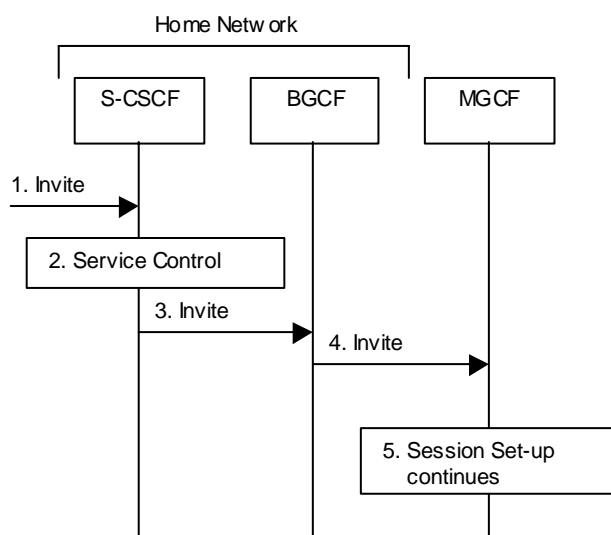 Home Network
S-CSCF
BGCF
MGCF
1. Invite
2. Service Control
3. Invite
4. Invite
5. Session Set-up
continues